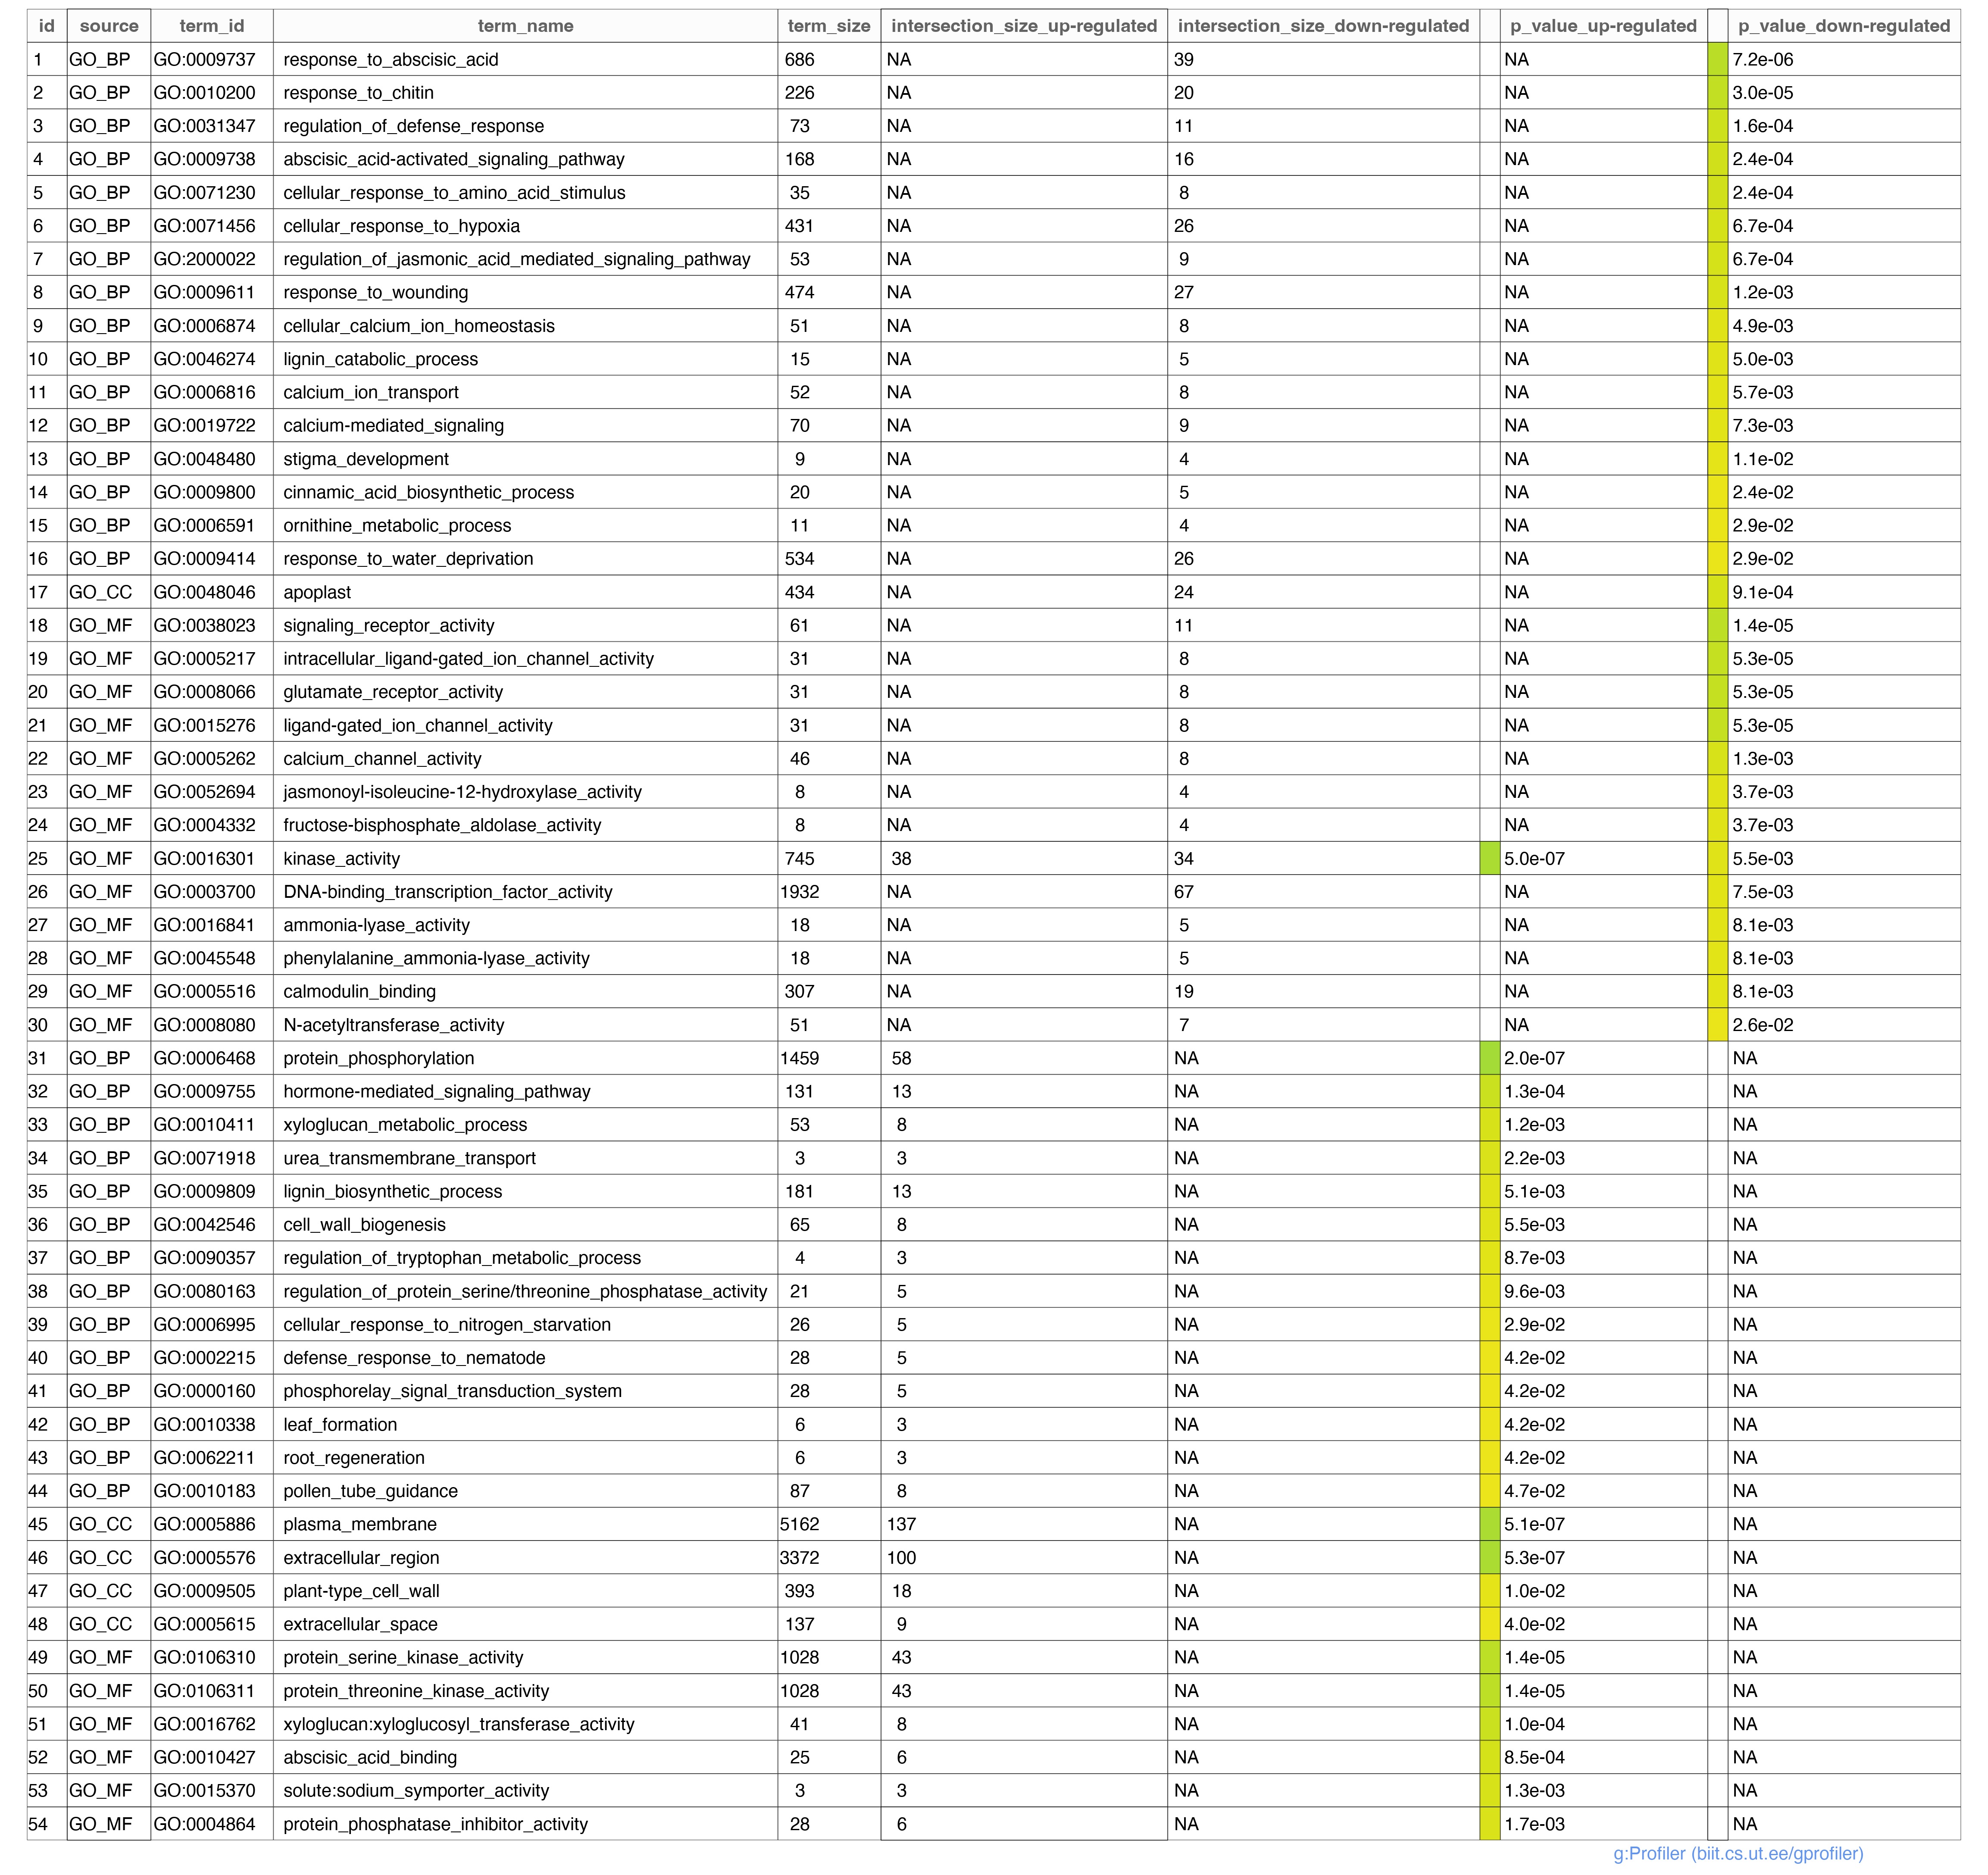 id source term_id term_name term_size intersection_size_up-regulated intersection_size_down-regulated p_value_up-regulated p_value_down-regulated
1 GO_BP GO:0009737 response_to_abscisic_acid 686 NA 39 NA 7.2e-06
2 GO_BP GO:0010200 response_to_chitin 226 NA 20 NA 3.0e-05
3 GO_BP GO:0031347 regulation_of_defense_response 73 NA 11 NA 1.6e-04
4 GO_BP GO:0009738 abscisic_acid-activated_signaling_pathway 168 NA 16 NA 2.4e-04
5 GO_BP GO:0071230 cellular_response_to_amino_acid_stimulus 35 NA 8 NA 2.4e-04
6 GO_BP GO:0071456 cellular_response_to_hypoxia 431 NA 26 NA 6.7e-04
7 GO_BP GO:2000022 regulation_of_jasmonic_acid_mediated_signaling_pathway 53 NA 9 NA 6.7e-04
8 GO_BP GO:0009611 response_to_wounding 474 NA 27 NA 1.2e-03
9 GO_BP GO:0006874 cellular_calcium_ion_homeostasis 51 NA 8 NA 4.9e-03
10 GO_BP GO:0046274 lignin_catabolic_process 15 NA 5 NA 5.0e-03
11 GO_BP GO:0006816 calcium_ion_transport 52 NA 8 NA 5.7e-03
12 GO_BP GO:0019722 calcium-mediated_signaling 70 NA 9 NA 7.3e-03
13 GO_BP GO:0048480 stigma_development 9 NA 4 NA 1.1e-02
14 GO_BP GO:0009800 cinnamic_acid_biosynthetic_process 20 NA 5 NA 2.4e-02
15 GO_BP GO:0006591 ornithine_metabolic_process 11 NA 4 NA 2.9e-02
16 GO_BP GO:0009414 response_to_water_deprivation 534 NA 26 NA 2.9e-02
17 GO_CC GO:0048046 apoplast 434 NA 24 NA 9.1e-04
18 GO_MF GO:0038023 signaling_receptor_activity 61 NA 11 NA 1.4e-05
19 GO_MF GO:0005217 intracellular_ligand-gated_ion_channel_activity 31 NA 8 NA 5.3e-05
20 GO_MF GO:0008066 glutamate_receptor_activity 31 NA 8 NA 5.3e-05
21 GO_MF GO:0015276 ligand-gated_ion_channel_activity 31 NA 8 NA 5.3e-05
22 GO_MF GO:0005262 calcium_channel_activity 46 NA 8 NA 1.3e-03
23 GO_MF GO:0052694 jasmonoyl-isoleucine-12-hydroxylase_activity 8 NA 4 NA 3.7e-03
24 GO_MF GO:0004332 fructose-bisphosphate_aldolase_activity 8 NA 4 NA 3.7e-03
25 GO_MF GO:0016301 kinase_activity 745 38 34 5.0e-07 5.5e-03
26 GO_MF GO:0003700 DNA-binding_transcription_factor_activity 1932 NA 67 NA 7.5e-03
27 GO_MF GO:0016841 ammonia-lyase_activity 18 NA 5 NA 8.1e-03
28 GO_MF GO:0045548 phenylalanine_ammonia-lyase_activity 18 NA 5 NA 8.1e-03
29 GO_MF GO:0005516 calmodulin_binding 307 NA 19 NA 8.1e-03
30 GO_MF GO:0008080 N-acetyltransferase_activity 51 NA 7 NA 2.6e-02
31 GO_BP GO:0006468 protein_phosphorylation 1459 58 NA 2.0e-07 NA
32 GO_BP GO:0009755 hormone-mediated_signaling_pathway 131 13 NA 1.3e-04 NA
33 GO_BP GO:0010411 xyloglucan_metabolic_process 53 8 NA 1.2e-03 NA
34 GO_BP GO:0071918 urea_transmembrane_transport 3 3 NA 2.2e-03 NA
35 GO_BP GO:0009809 lignin_biosynthetic_process 181 13 NA 5.1e-03 NA
36 GO_BP GO:0042546 cell_wall_biogenesis 65 8 NA 5.5e-03 NA
37 GO_BP GO:0090357 regulation_of_tryptophan_metabolic_process 4 3 NA 8.7e-03 NA
38 GO_BP GO:0080163 regulation_of_protein_serine/threonine_phosphatase_activity 21 5 NA 9.6e-03 NA
39 GO_BP GO:0006995 cellular_response_to_nitrogen_starvation 26 5 NA 2.9e-02 NA
40 GO_BP GO:0002215 defense_response_to_nematode 28 5 NA 4.2e-02 NA
41 GO_BP GO:0000160 phosphorelay_signal_transduction_system 28 5 NA 4.2e-02 NA
42 GO_BP GO:0010338 leaf_formation 6 3 NA 4.2e-02 NA
43 GO_BP GO:0062211 root_regeneration 6 3 NA 4.2e-02 NA
44 GO_BP GO:0010183 pollen_tube_guidance 87 8 NA 4.7e-02 NA
45 GO_CC GO:0005886 plasma_membrane 5162 137 NA 5.1e-07 NA
46 GO_CC GO:0005576 extracellular_region 3372 100 NA 5.3e-07 NA
47 GO_CC GO:0009505 plant-type_cell_wall 393 18 NA 1.0e-02 NA
48 GO_CC GO:0005615 extracellular_space 137 9 NA 4.0e-02 NA
49 GO_MF GO:0106310 protein_serine_kinase_activity 1028 43 NA 1.4e-05 NA
50 GO_MF GO:0106311 protein_threonine_kinase_activity 1028 43 NA 1.4e-05 NA
51 GO_MF GO:0016762 xyloglucan:xyloglucosyl_transferase_activity 41 8 NA 1.0e-04 NA
52 GO_MF GO:0010427 abscisic_acid_binding 25 6 NA 8.5e-04 NA
53 GO_MF GO:0015370 solute:sodium_symporter_activity 3 3 NA 1.3e-03 NA
54 GO_MF GO:0004864 protein_phosphatase_inhibitor_activity 28 6 NA 1.7e-03 NA
g:Profiler (biit.cs.ut.ee/gprofiler)